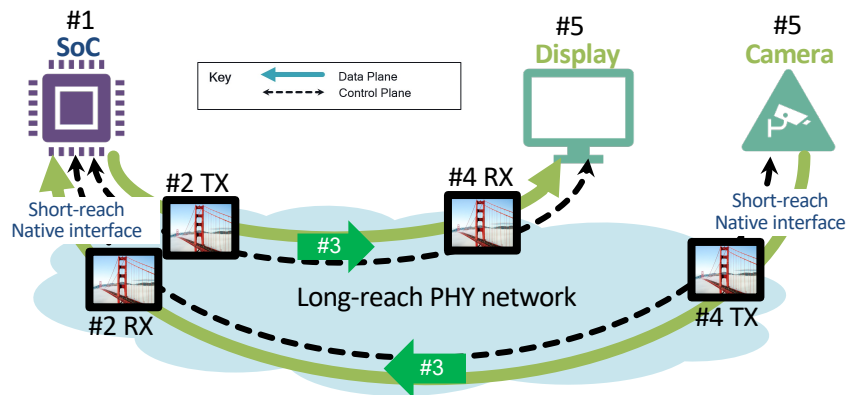 #1
SoC
#5
Display
#5
Camera
Key
Data Plane
Control Plane
#2 TX
#4 RX
Short-reach
Native interface
Short-reach
Native interface
#3
Long-reach PHY network
#2 RX
#4 TX
#3